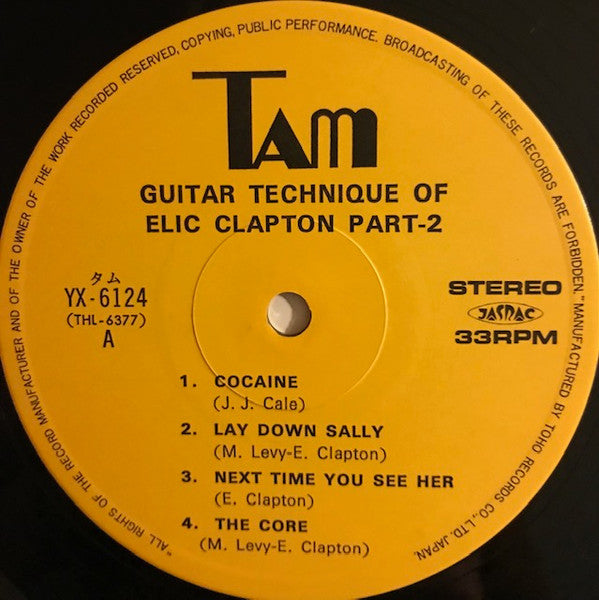 "ALL RIGHTS OF THE RECORD MANUFACTURER AND OF THE OWNER OF THE WORK RECORDED RESERVED, COPYING, PUBLIC PERFORMANCE. BROADCASTING OF THESE RECORDS ARE FORBIDDEN." MANUFACTURED BY TOHO RECORDS CO., LTD. JAPAN.
TAM
GUITAR TECHNIQUE OF
ELIC CLAPTON PART-2
タム
YX-6124
(THL-6377)
A
STEREO
JASRAC
33RPM
1. COCAINE
(J. J. Cale)
2. LAY DOWN SALLY
(M. Levy-E. Clapton)
3. NEXT TIME YOU SEE HER
(E. Clapton)
4. THE CORE
(M. Levy-E. Clapton)